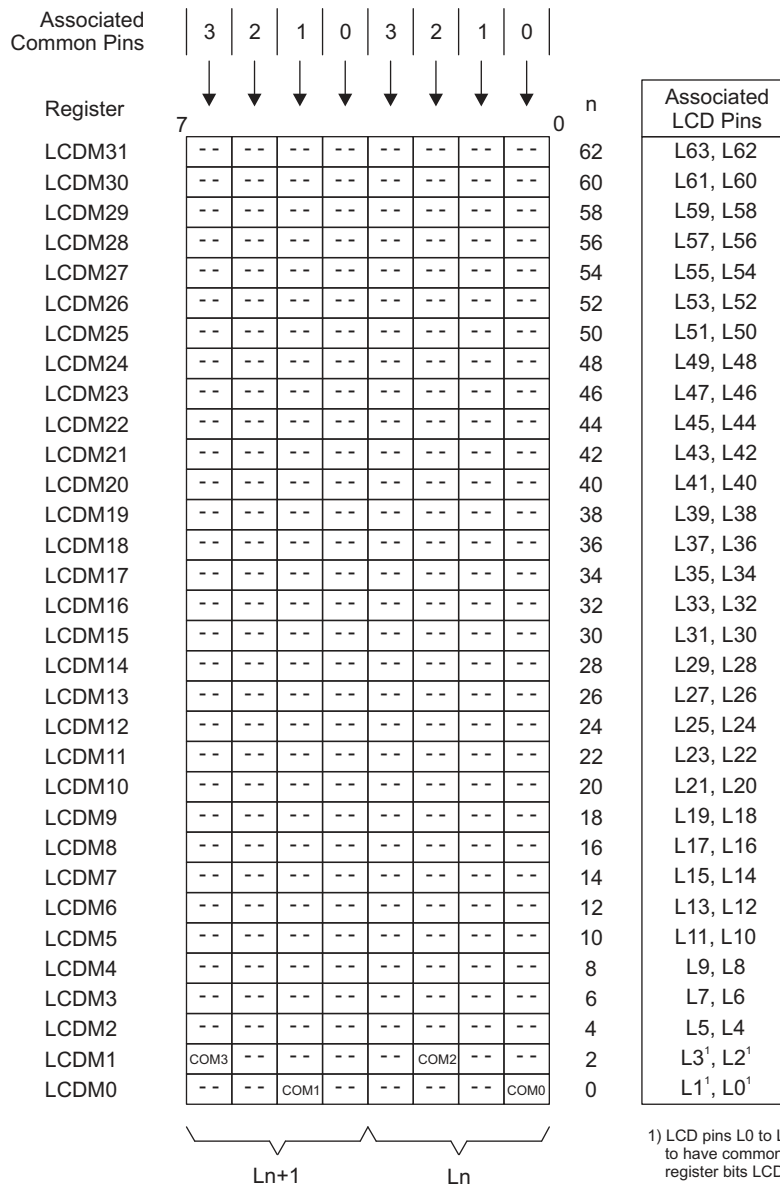 Associated
Common Pins
3 2 1 0 3 2 1 0
Register
7
0
n
Associated
LCD Pins
LCDM31 -- -- -- -- -- -- -- -- 62 L63, L62
LCDM30 -- -- -- -- -- -- -- -- 60 L61, L60
LCDM29 -- -- -- -- -- -- -- -- 58 L59, L58
LCDM28 -- -- -- -- -- -- -- -- 56 L57, L56
LCDM27 -- -- -- -- -- -- -- -- 54 L55, L54
LCDM26 -- -- -- -- -- -- -- -- 52 L53, L52
LCDM25 -- -- -- -- -- -- -- -- 50 L51, L50
LCDM24 -- -- -- -- -- -- -- -- 48 L49, L48
LCDM23 -- -- -- -- -- -- -- -- 46 L47, L46
LCDM22 -- -- -- -- -- -- -- -- 44 L45, L44
LCDM21 -- -- -- -- -- -- -- -- 42 L43, L42
LCDM20 -- -- -- -- -- -- -- -- 40 L41, L40
LCDM19 -- -- -- -- -- -- -- -- 38 L39, L38
LCDM18 -- -- -- -- -- -- -- -- 36 L37, L36
LCDM17 -- -- -- -- -- -- -- -- 34 L35, L34
LCDM16 -- -- -- -- -- -- -- -- 32 L33, L32
LCDM15 -- -- -- -- -- -- -- -- 30 L31, L30
LCDM14 -- -- -- -- -- -- -- -- 28 L29, L28
LCDM13 -- -- -- -- -- -- -- -- 26 L27, L26
LCDM12 -- -- -- -- -- -- -- -- 24 L25, L24
LCDM11 -- -- -- -- -- -- -- -- 22 L23, L22
LCDM10 -- -- -- -- -- -- -- -- 20 L21, L20
LCDM9 -- -- -- -- -- -- -- -- 18 L19, L18
LCDM8 -- -- -- -- -- -- -- -- 16 L17, L16
LCDM7 -- -- -- -- -- -- -- -- 14 L15, L14
LCDM6 -- -- -- -- -- -- -- -- 12 L13, L12
LCDM5 -- -- -- -- -- -- -- -- 10 L11, L10
LCDM4 -- -- -- -- -- -- -- -- 8 L9, L8
LCDM3 -- -- -- -- -- -- -- -- 6 L7, L6
LCDM2 -- -- -- -- -- -- -- -- 4 L5, L4
LCDM1 COM3 -- -- -- -- COM2 -- -- 2 L3¹, L2¹
LCDM0 -- -- COM1 -- -- -- -- COM0 0 L1¹, L0¹
Ln+1 Ln
1) LCD pins L0 to L
to have common
register bits LCD